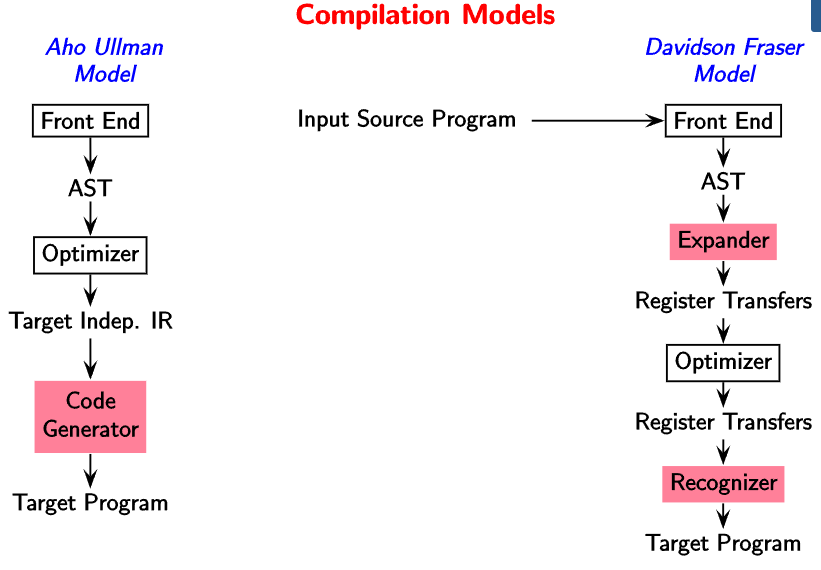 Compilation Models
Aho Ullman
Model
Front End
AST
Optimizer
Target Indep. IR
Code
Generator
Target Program
Input Source Program
Davidson Fraser
Model
Front End
AST
Expander
Register Transfers
Optimizer
Register Transfers
Recognizer
Target Program